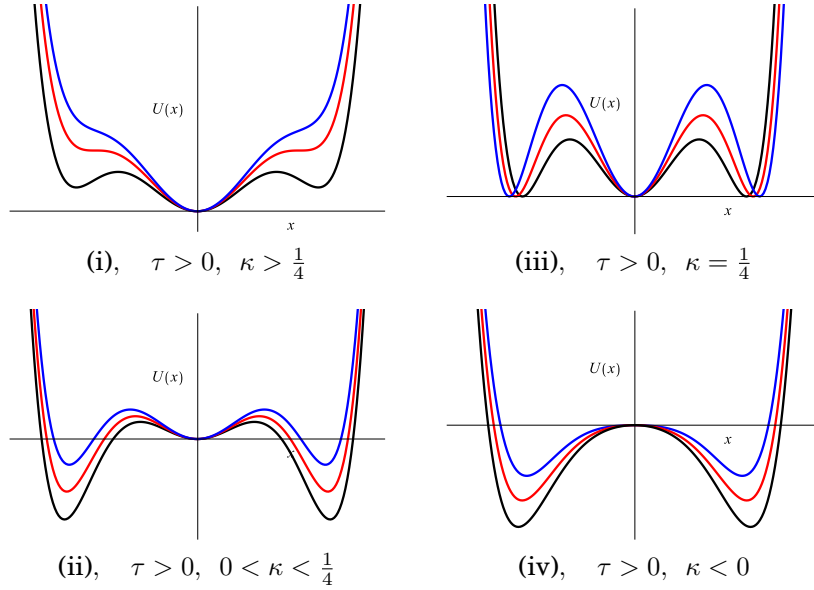 U(x)
x
(i), τ > 0, κ > 1/4
U(x)
x
(iii), τ > 0, κ = 1/4
U(x)
x
(ii), τ > 0, 0 < κ < 1/4
U(x)
x
(iv), τ > 0, κ < 0